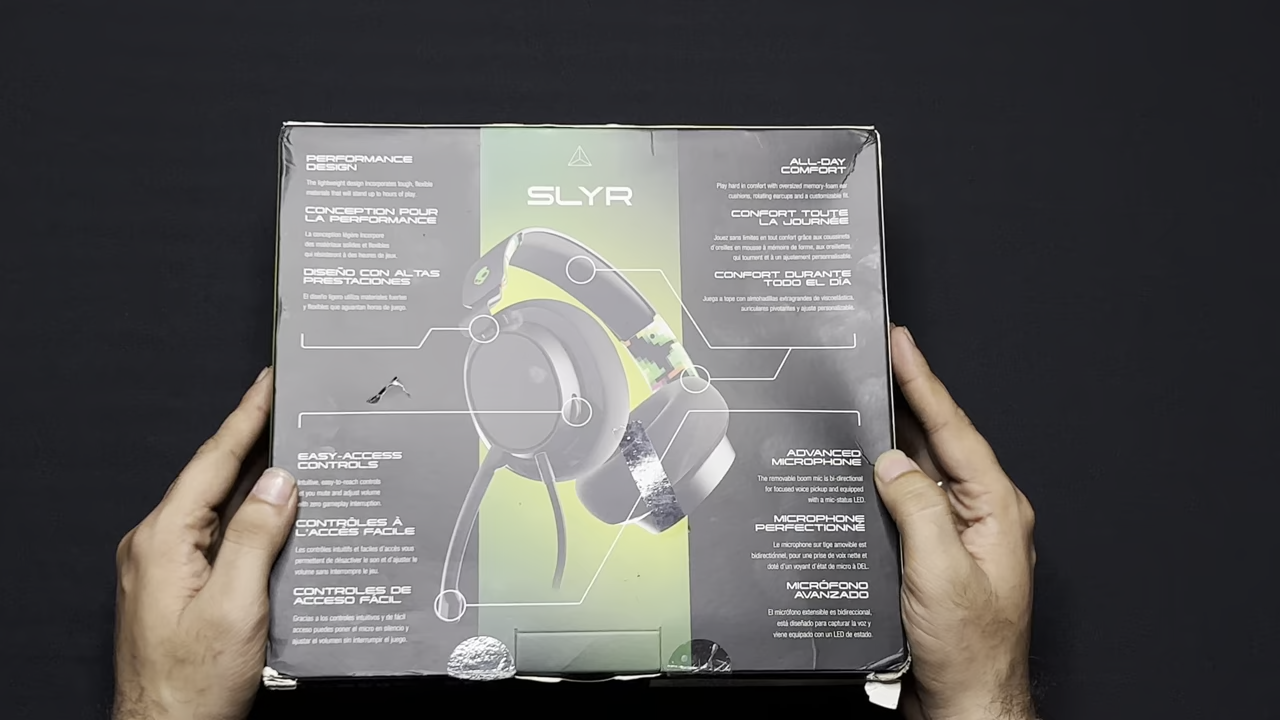 SLYR
PERFORMANCE
DESIGN
The lightweight design incorporates tough, flexible
materials that will stand up to hours of play.
CONCEPTION POUR
LA PERFORMANCE
La conception légère incorpore
des matériaux solides et flexibles
qui résisteront à des heures de jeu.
DISEÑO CON ALTAS
PRESTACIONES
El diseño ligero utiliza materiales fuertes
y flexibles que aguantan horas de juego.
ALL-DAY
COMFORT
Play hard in comfort with oversized memory-foam ear
cushions, rotating earcups and a customizable fit.
CONFORT TOUTE
LA JOURNÉE
Jouez sans limites en tout confort grâce aux coussinets
d'oreilles en mousse à mémoire de forme, aux oreillettes
qui tournent et à un ajustement personnalisable.
CONFORT DURANTE
TODO EL DÍA
Juega a tope con almohadillas extragrandes de viscoelástica,
auriculares pivotantes y ajuste personalizable.
EASY-ACCESS
CONTROLS
Intuitive, easy-to-reach controls
let you mute and adjust volume
with zero gameplay interruption.
CONTRÔLES À
L'ACCÈS FACILE
Les contrôles intuitifs et faciles d'accès vous
permettent de désactiver le son et d'ajuster le
volume sans interrompre le jeu.
CONTROLES DE
ACCESO FÁCIL
Gracias a los controles intuitivos y de fácil
acceso puedes poner el micro en silencio y
ajustar el volumen sin interrumpir el juego.
ADVANCED
MICROPHONE
The removable boom mic is bi-directional
for focused voice pickup and equipped
with a mic-status LED.
MICROPHONE
PERFECTIONNÉ
Le microphone sur tige amovible est
bidirectionnel, pour une prise de voix nette et
doté d'un voyant d'état de micro à DEL.
MICRÓFONO
AVANZADO
El micrófono extensible es bidireccional,
está diseñado para capturar la voz y
viene equipado con un LED de estado.